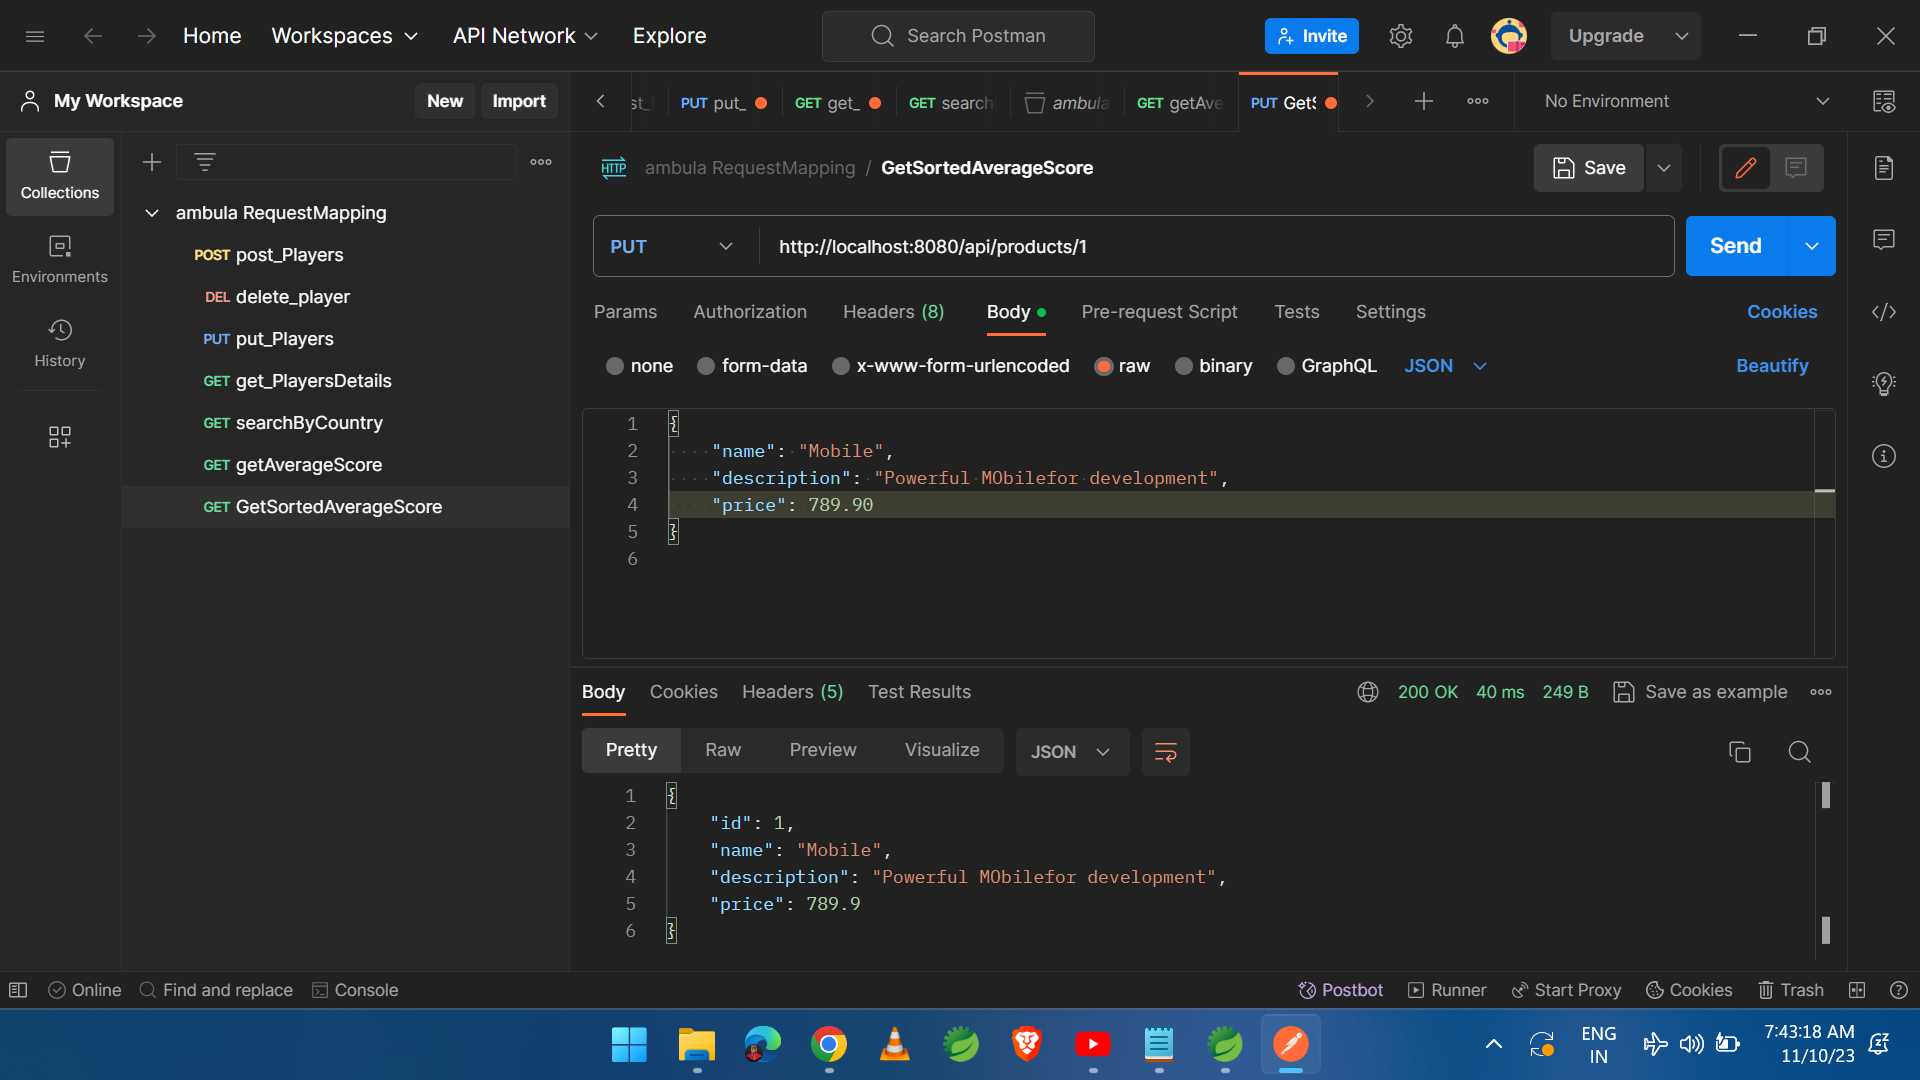 Home Workspaces API Network Explore Search Postman Invite Upgrade
My Workspace New Import
PUT put_ GET get_ GET search ambula GET getAve PUT GetS No Environment
Collections
Environments
History
ambula RequestMapping
POST post_Players
DEL delete_player
PUT put_Players
GET get_PlayersDetails
GET searchByCountry
GET getAverageScore
GET GetSortedAverageScore
HTTP ambula RequestMapping / GetSortedAverageScore Save
PUT http://localhost:8080/api/products/1 Send
Params Authorization Headers (8) Body Pre-request Script Tests Settings Cookies
none form-data x-www-form-urlencoded raw binary GraphQL JSON Beautify
1 {
2 "name": "Mobile",
3 "description": "Powerful MObilefor development",
4 "price": 789.90
5 }
6
Body Cookies Headers (5) Test Results 200 OK 40 ms 249 B Save as example
Pretty Raw Preview Visualize JSON
1 {
2 "id": 1,
3 "name": "Mobile",
4 "description": "Powerful MObilefor development",
5 "price": 789.9
6 }
Online Find and replace Console Postbot Runner Start Proxy Cookies Trash
ENG
IN
7:43:18 AM
11/10/23